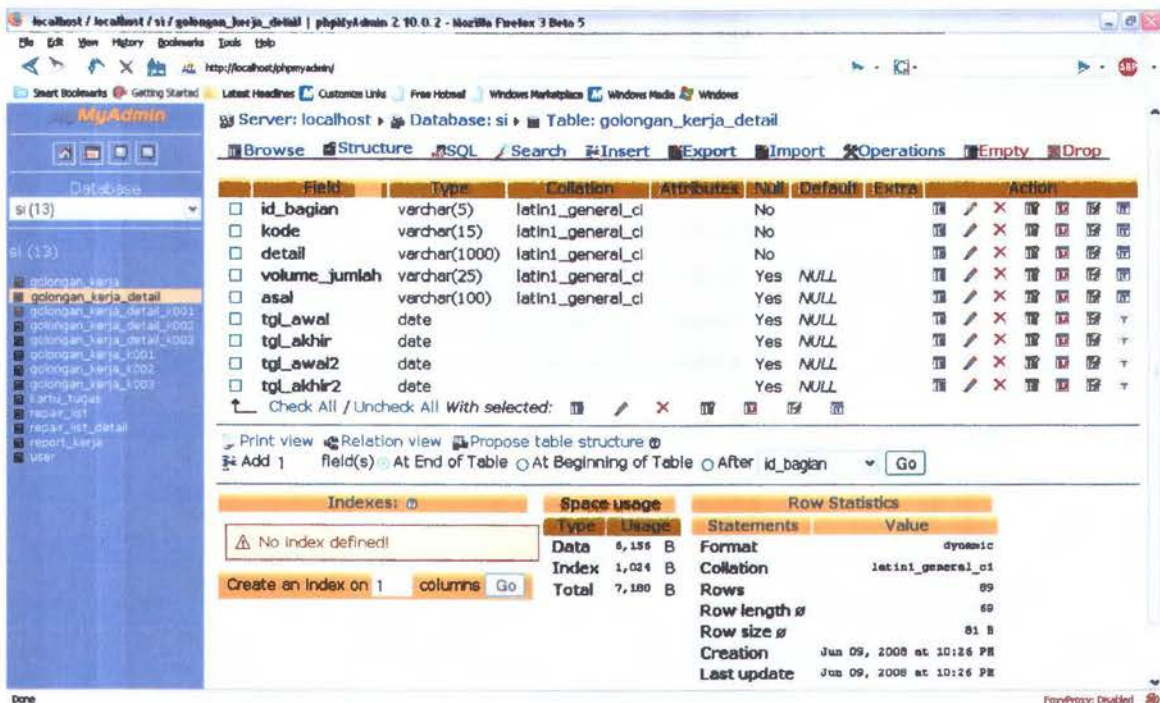 localhost / localhost / si / golongan_kerja_detail | phpMyAdmin 2.10.0.2 - Mozilla Firefox 3 Beta 5
File Edit View History Bookmarks Tools Help
http://localhost/phpmyadmin/
Smart Bookmarks Getting Started Latest Headlines Customize Links Free Hotmail Windows Marketplace Windows Media Windows
MyAdmin
Database
si (13)
si (13)
golongan_kerja
golongan_kerja_detail
golongan_kerja_detail_k001
golongan_kerja_detail_k002
golongan_kerja_detail_k003
golongan_kerja_k001
golongan_kerja_k002
golongan_kerja_k003
kartu_tugas
repair_list
repair_list_detail
report_kerja
user
Server: localhost Database: si Table: golongan_kerja_detail
Browse Structure SQL Search Insert Export Import Operations Empty Drop
Field Type Collation Attributes Null Default Extra Action
id_bagian varchar(5) latin1_general_ci No
kode varchar(15) latin1_general_ci No
detail varchar(1000) latin1_general_ci No
volume_jumlah varchar(25) latin1_general_ci Yes NULL
asal varchar(100) latin1_general_ci Yes NULL
tgl_awal date Yes NULL
tgl_akhir date Yes NULL
tgl_awal2 date Yes NULL
tgl_akhir2 date Yes NULL
Check All / Uncheck All With selected:
Print view Relation view Propose table structure
Add 1 field(s) At End of Table At Beginning of Table After id_bagian Go
Indexes:
No index defined!
Create an index on 1 columns Go
Space usage
Type Usage
Data 6,156 B
Index 1,024 B
Total 7,180 B
Row Statistics
Statements Value
Format dynamic
Collation latin1_general_ci
Rows 89
Row length ø 69
Row size ø 81 B
Creation Jun 09, 2008 at 10:26 PM
Last update Jun 09, 2008 at 10:26 PM
Done
FoxyProxy: Disabled